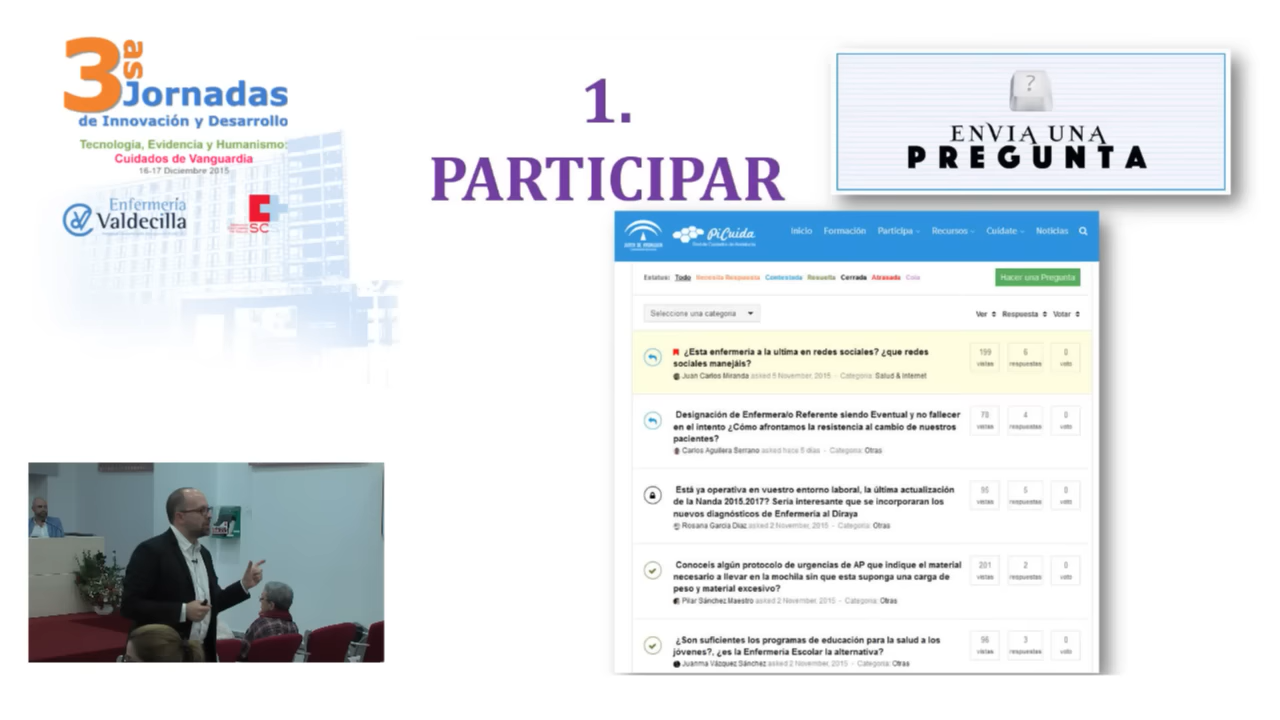 3as
Jornadas
de Innovación y Desarrollo
Tecnología, Evidencia y Humanismo:
Cuidados de Vanguardia
16-17 Diciembre 2015
Enfermería
Valdecilla
SC
1.
PARTICIPAR
?
ENVIA UNA
PREGUNTA
PiCuida
Inicio Formación Participa Recursos Cuídate Noticias
Estatus: Todo Necesita Respuesta Contestada Resuelta Cerrada Atrasada Cola
Hacer una Pregunta
Seleccione una categoria
Ver Respuesta Votar
¿Esta enfermeria a la ultima en redes sociales? ¿que redes
sociales manejáis?
Juan Carlos Miranda asked 5 November, 2015 - Categoria: Salud & Internet
199 6 0
vistas respuestas voto
Designación de Enfermera/o Referente siendo Eventual y no fallecer
en el intento ¿Cómo afrontamos la resistencia al cambio de nuestros
pacientes?
Carlos Aguilera Serrano asked hace 5 días - Categoria: Otras
70 4 0
vistas respuestas voto
Está ya operativa en vuestro entorno laboral, la última actualización
de la Nanda 2015.2017? Sería interesante que se incorporaran los
nuevos diagnósticos de Enfermería al Diraya
Rosana Garcia Diaz asked 2 November, 2015 - Categoria: Otras
95 5 0
vistas respuestas voto
Conoceis algún protocolo de urgencias de AP que indique el material
necesario a llevar en la mochila sin que esta suponga una carga de
peso y material excesivo?
Pilar Sánchez Maestro asked 2 November, 2015 - Categoria: Otras
201 2 0
vistas respuestas voto
¿Son suficientes los programas de educación para la salud a los
jóvenes?, ¿es la Enfermería Escolar la alternativa?
Juanma Vázquez Sánchez asked 2 November, 2015 - Categoria: Otras
96 3 0
vistas respuestas voto